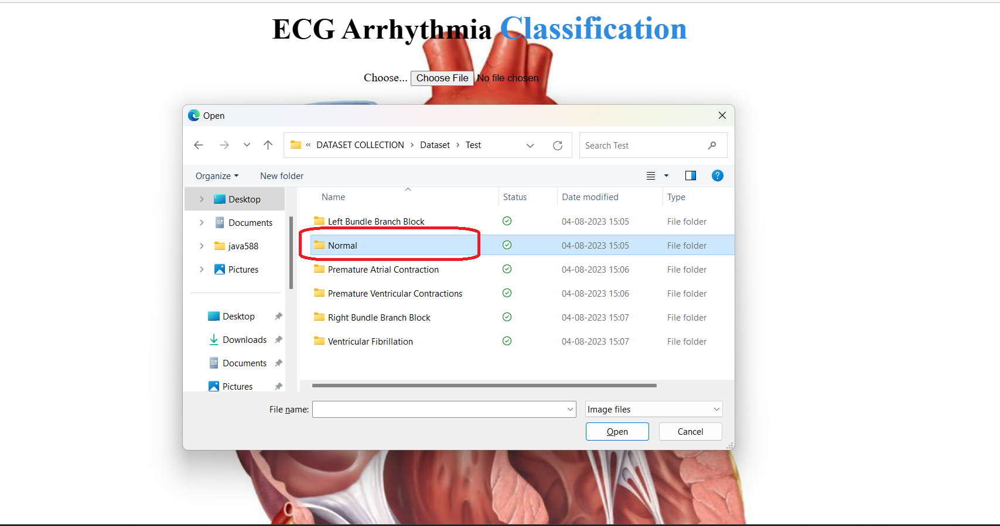 ECG Arrhythmia Classification
Choose... Choose File No file chosen
Open
« DATASET COLLECTION > Dataset > Test
Search Test
Organize New folder
?
Name Status Date modified Type
Desktop
Documents
java588
Pictures
Desktop
Downloads
Documents
Pictures
Left Bundle Branch Block 04-08-2023 15:05 File folder
Normal 04-08-2023 15:05 File folder
Premature Atrial Contraction 04-08-2023 15:06 File folder
Premature Ventricular Contractions 04-08-2023 15:06 File folder
Right Bundle Branch Block 04-08-2023 15:07 File folder
Ventricular Fibrillation 04-08-2023 15:07 File folder
File name: Image files
Open Cancel